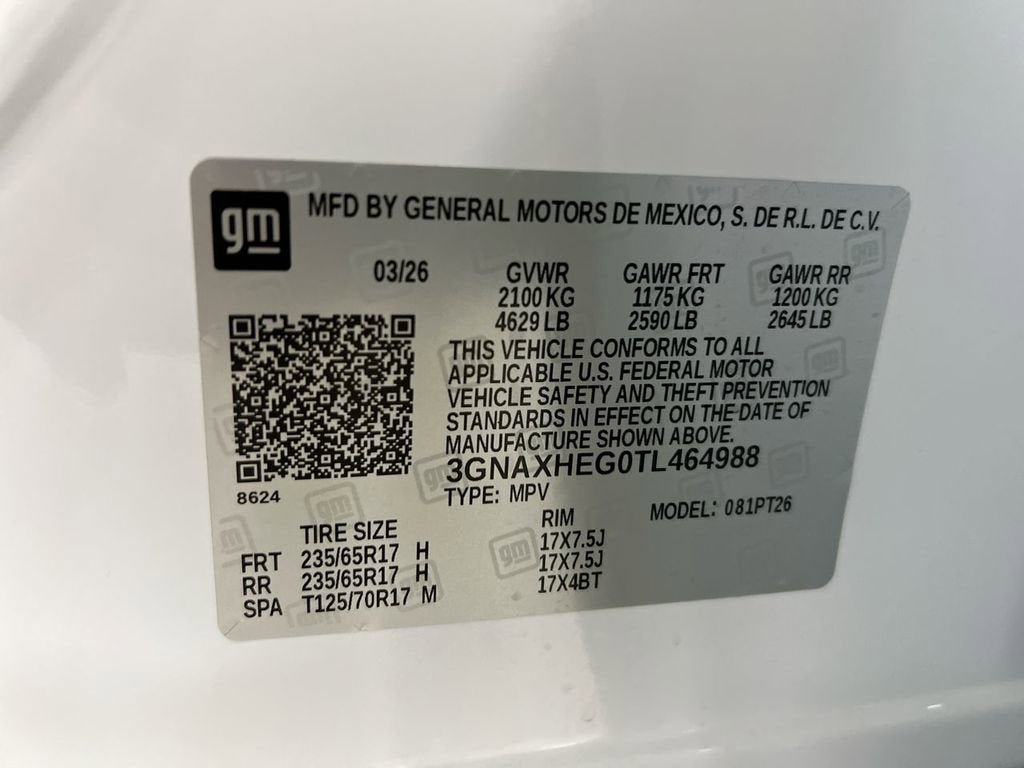 gm
MFD BY GENERAL MOTORS DE MEXICO, S. DE R.L. DE C.V.
03/26 GVWR GAWR FRT GAWR RR
2100 KG 1175 KG 1200 KG
4629 LB 2590 LB 2645 LB
THIS VEHICLE CONFORMS TO ALL
APPLICABLE U.S. FEDERAL MOTOR
VEHICLE SAFETY AND THEFT PREVENTION
STANDARDS IN EFFECT ON THE DATE OF
MANUFACTURE SHOWN ABOVE.
3GNAXHEG0TL464988
8624
TYPE: MPV MODEL: 081PT26
TIRE SIZE RIM
FRT 235/65R17 H 17X7.5J
RR 235/65R17 H 17X7.5J
SPA T125/70R17 M 17X4BT